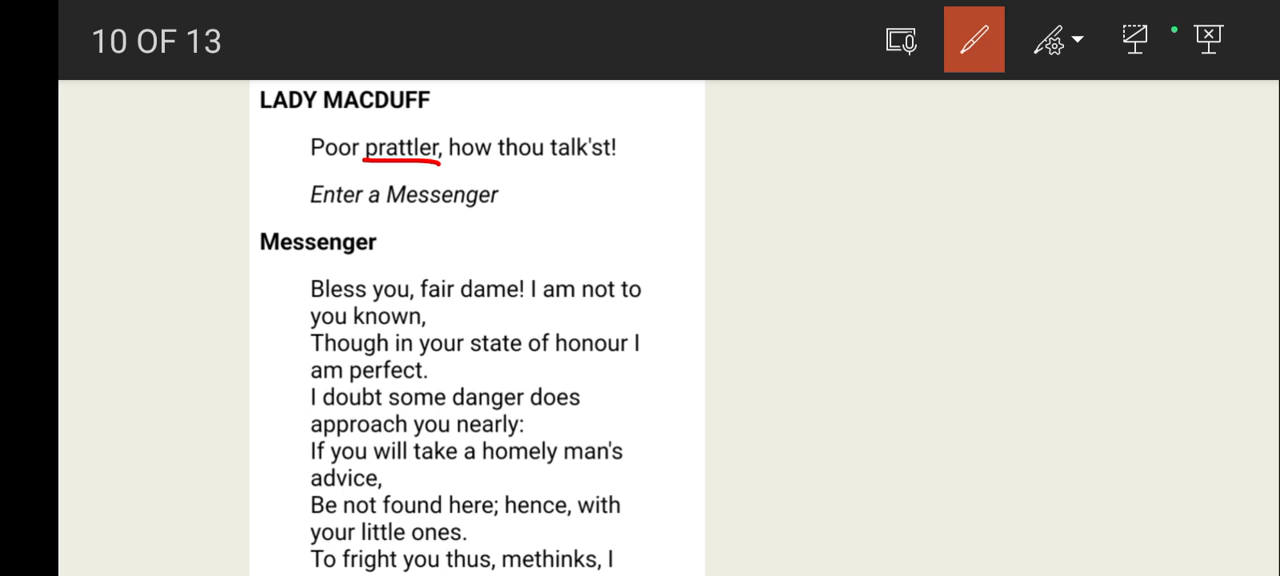 10 OF 13
LADY MACDUFF
Poor prattler, how thou talk'st!
Enter a Messenger
Messenger
Bless you, fair dame! I am not to
you known,
Though in your state of honour I
am perfect.
I doubt some danger does
approach you nearly:
If you will take a homely man's
advice,
Be not found here; hence, with
your little ones.
To fright you thus, methinks, I